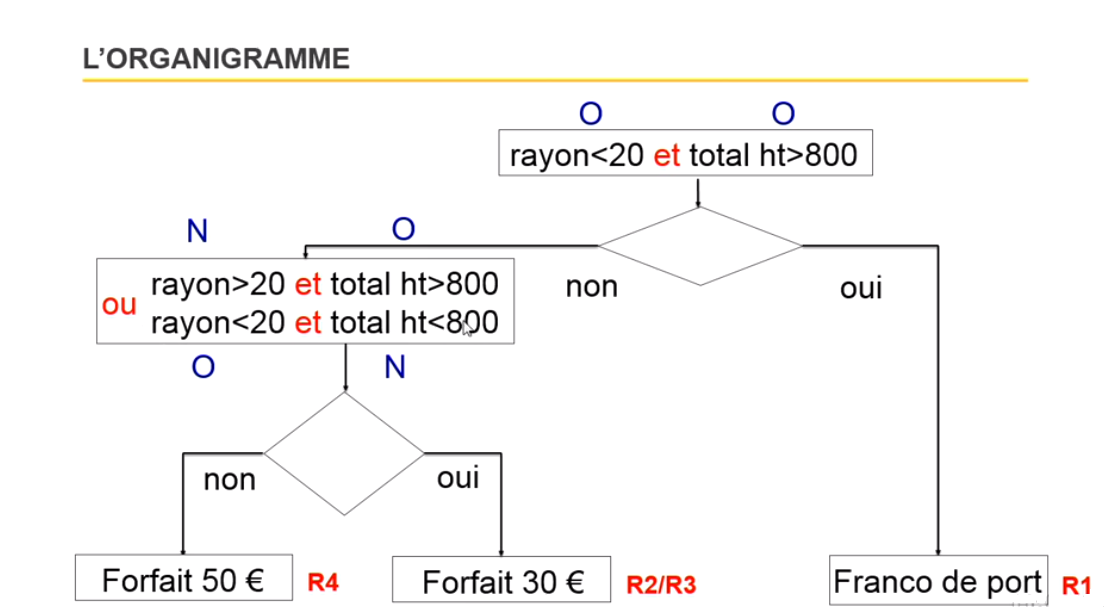 L'ORGANIGRAMME
O O
rayon<20 et total ht>800
N O
rayon>20 et total ht>800
ou
rayon<20 et total ht<800
non
oui
O N
non
oui
Forfait 50 € R4
Forfait 30 € R2/R3
Franco de port R1